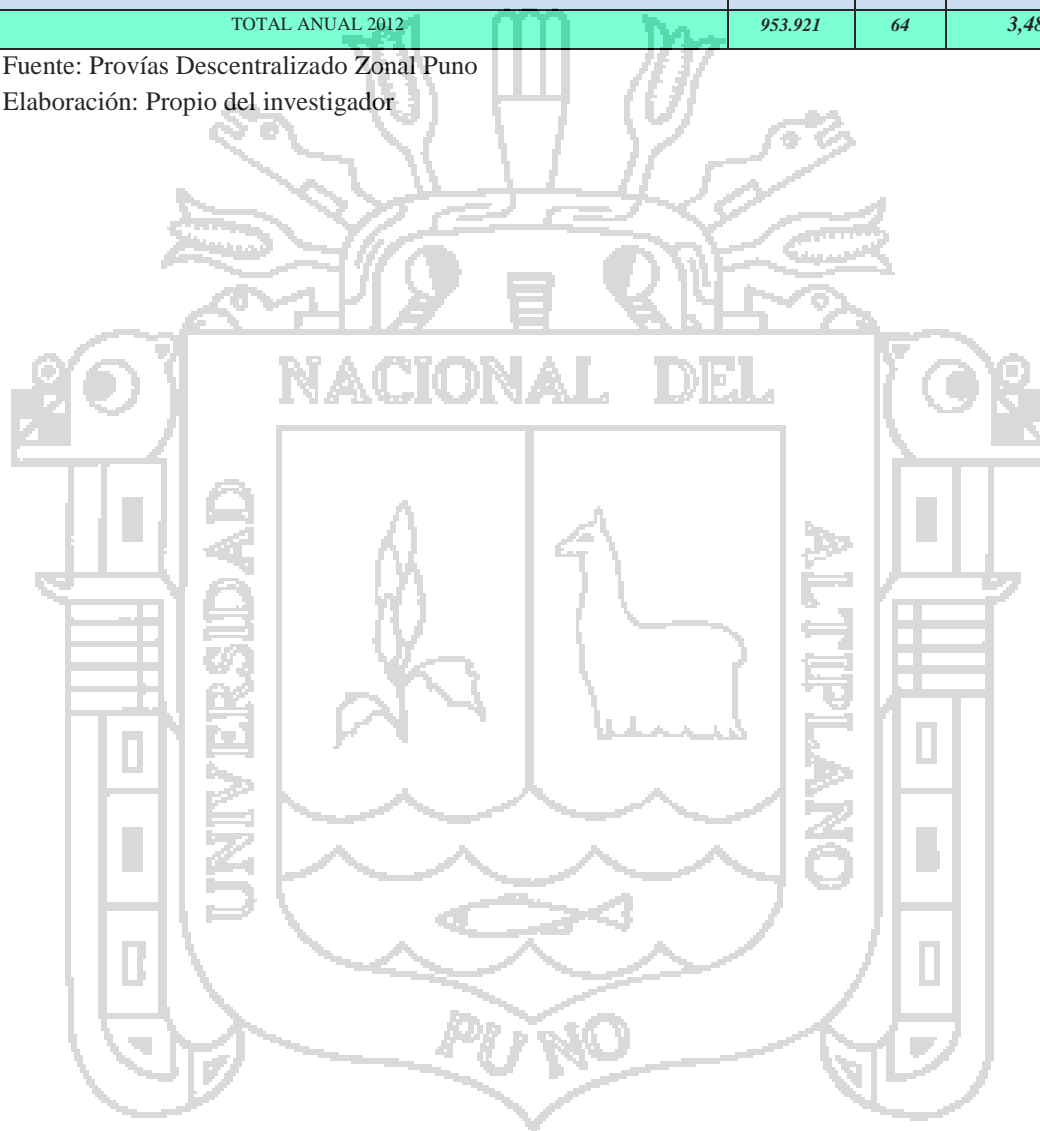 TOTAL ANUAL 2012 953.921 64 3,48
Fuente: Provías Descentralizado Zonal Puno
Elaboración: Propio del investigador
NACIONAL DEL
UNIVERSIDAD
ALTIPLANO
PUNO